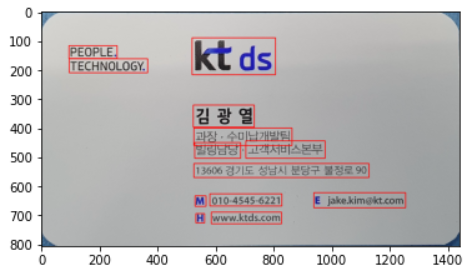 PEOPLE.
TECHNOLOGY.
kt ds
김 광 열
과장 · 수미납개발팀
빌링담당 고객서비스본부
13606 경기도 성남시 분당구 불정로 90
M 010-4545-6221 E jake.kim@kt.com
H www.ktds.com
0
100
200
300
400
500
600
700
800
0 200 400 600 800 1000 1200 1400